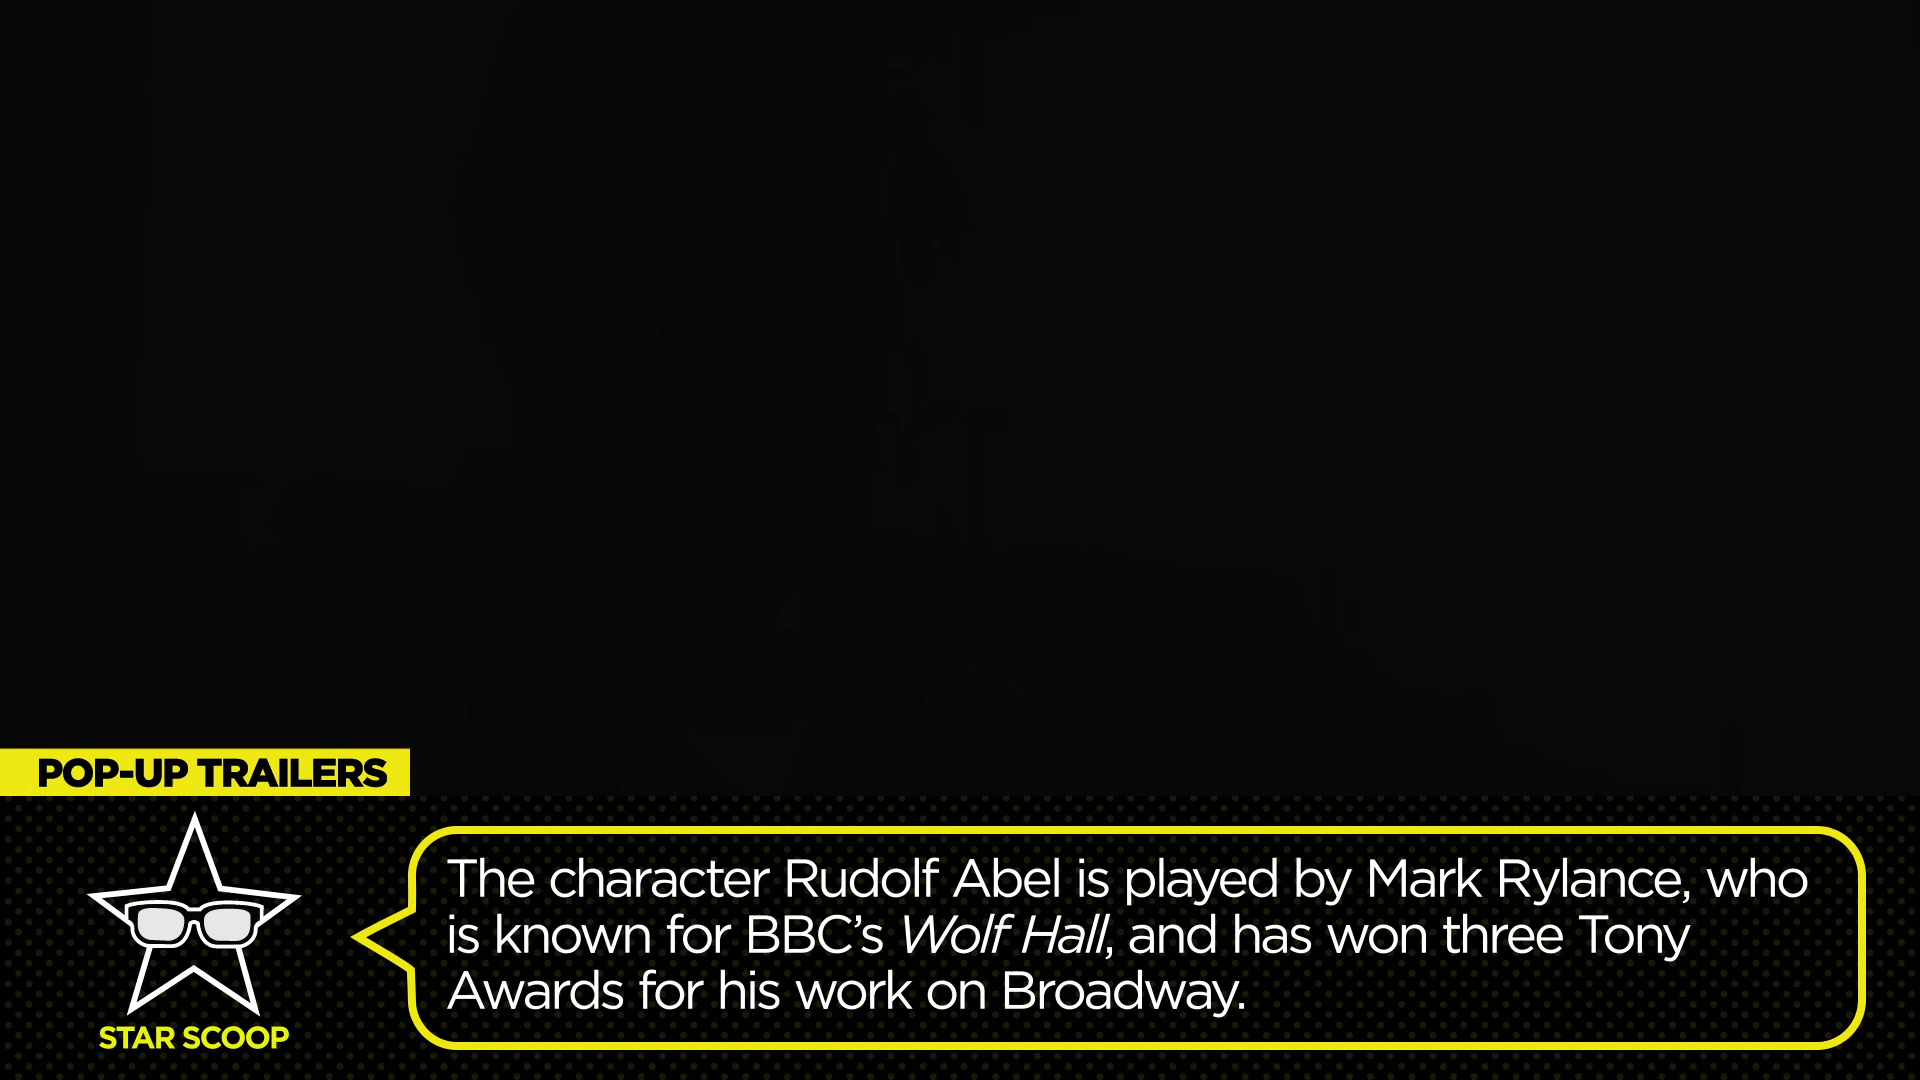 POP-UP TRAILERS
The character Rudolf Abel is played by Mark Rylance, who
is known for BBC’s Wolf Hall, and has won three Tony
Awards for his work on Broadway.
STAR SCOOP